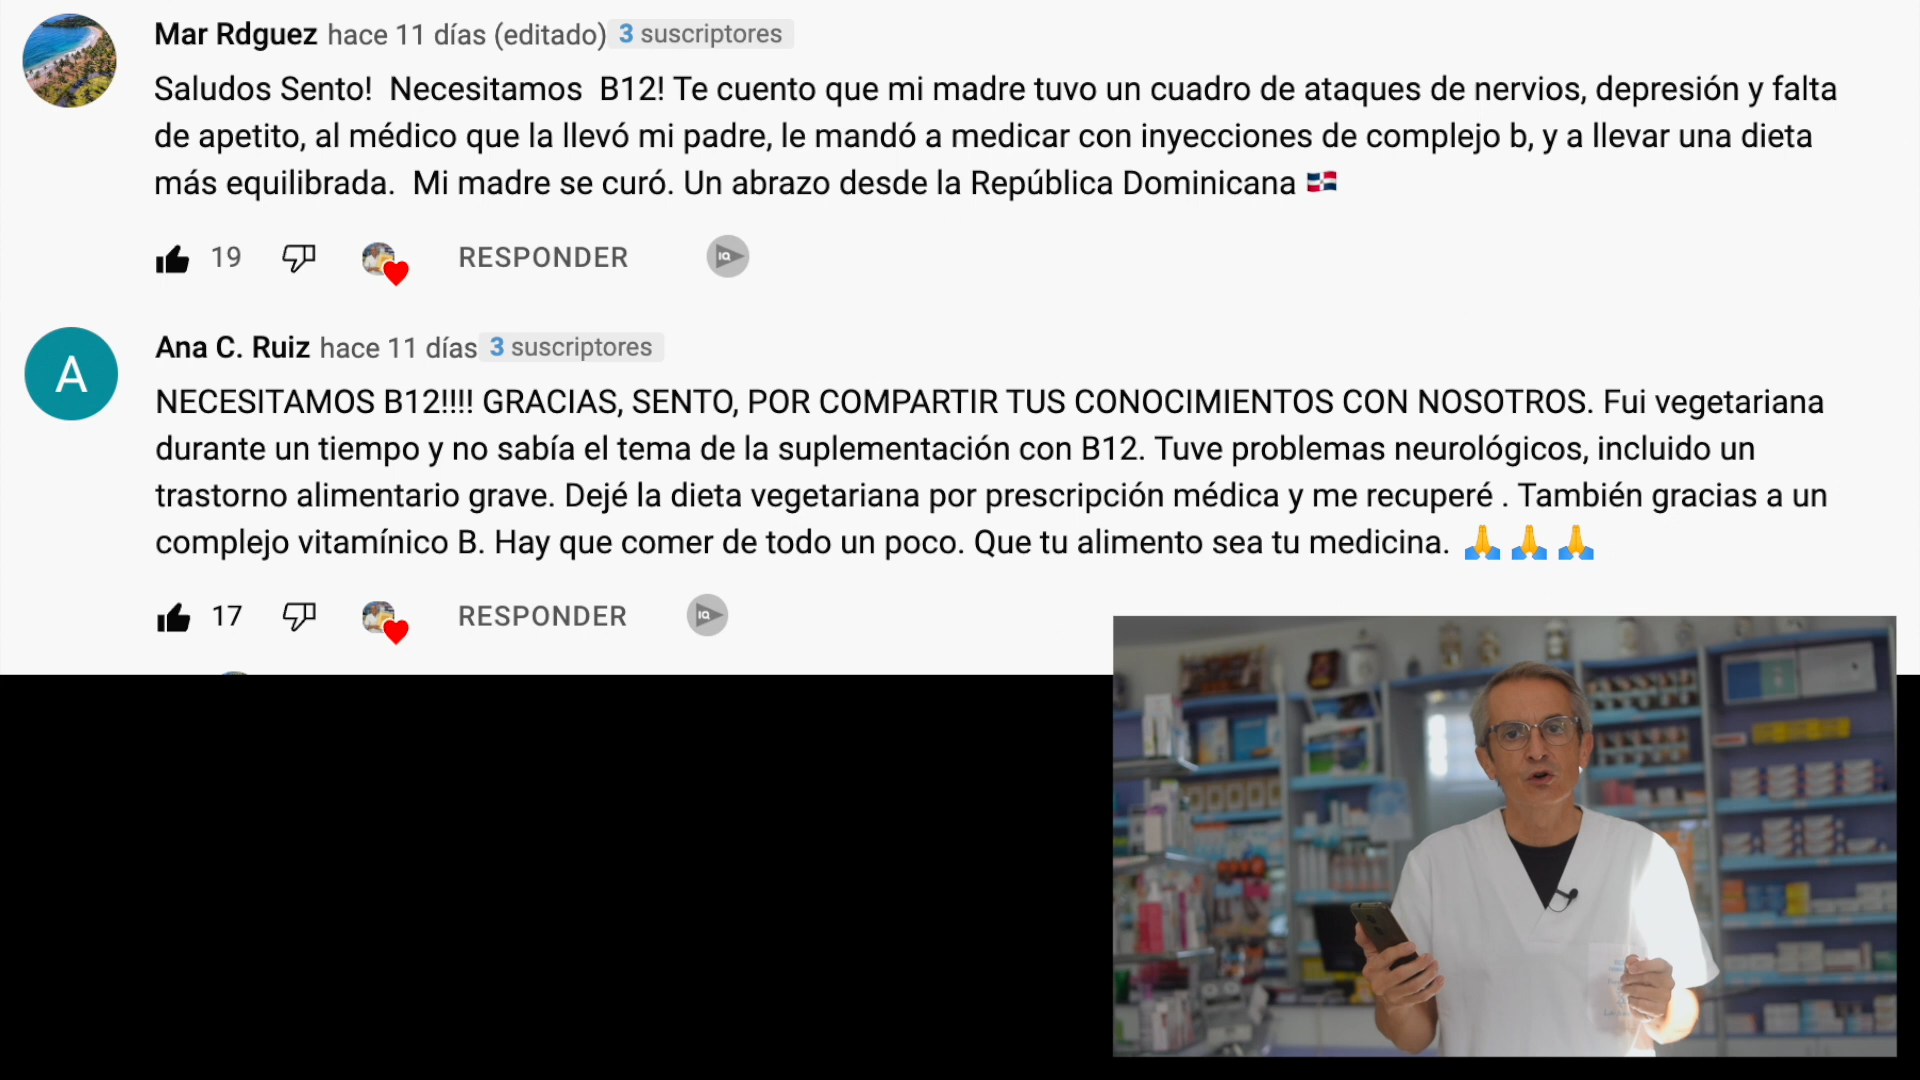 Mar Rdguez hace 11 días (editado) 3 suscriptores
Saludos Sento!  Necesitamos  B12! Te cuento que mi madre tuvo un cuadro de ataques de nervios, depresión y falta
de apetito, al médico que la llevó mi padre, le mandó a medicar con inyecciones de complejo b, y a llevar una dieta
más equilibrada.  Mi madre se curó. Un abrazo desde la República Dominicana 🇩🇴
19 RESPONDER IQ
A
Ana C. Ruiz hace 11 días 3 suscriptores
NECESITAMOS B12!!!! GRACIAS, SENTO, POR COMPARTIR TUS CONOCIMIENTOS CON NOSOTROS. Fui vegetariana
durante un tiempo y no sabía el tema de la suplementación con B12. Tuve problemas neurológicos, incluido un
trastorno alimentario grave. Dejé la dieta vegetariana por prescripción médica y me recuperé . También gracias a un
complejo vitamínico B. Hay que comer de todo un poco. Que tu alimento sea tu medicina. 🙏 🙏 🙏
17 RESPONDER IQ